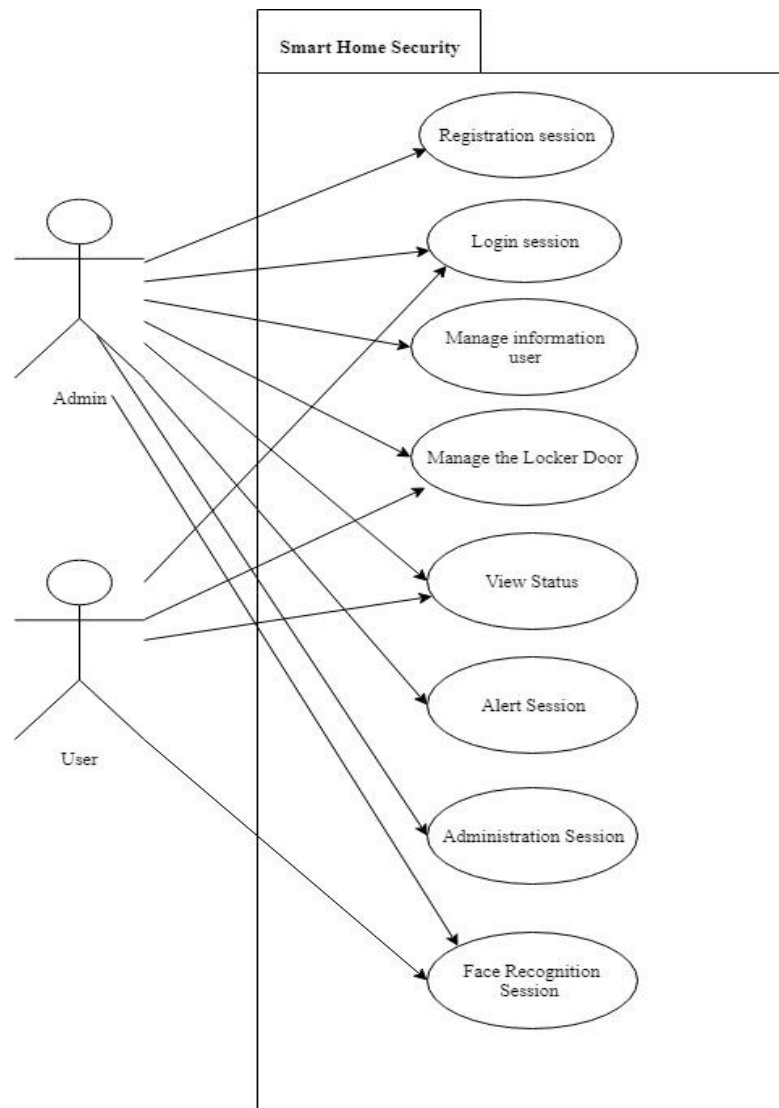 Smart Home Security
Registration session
Login session
Manage information
user
Admin
Manage the Locker Door
View Status
Alert Session
User
Administration Session
Face Recognition
Session